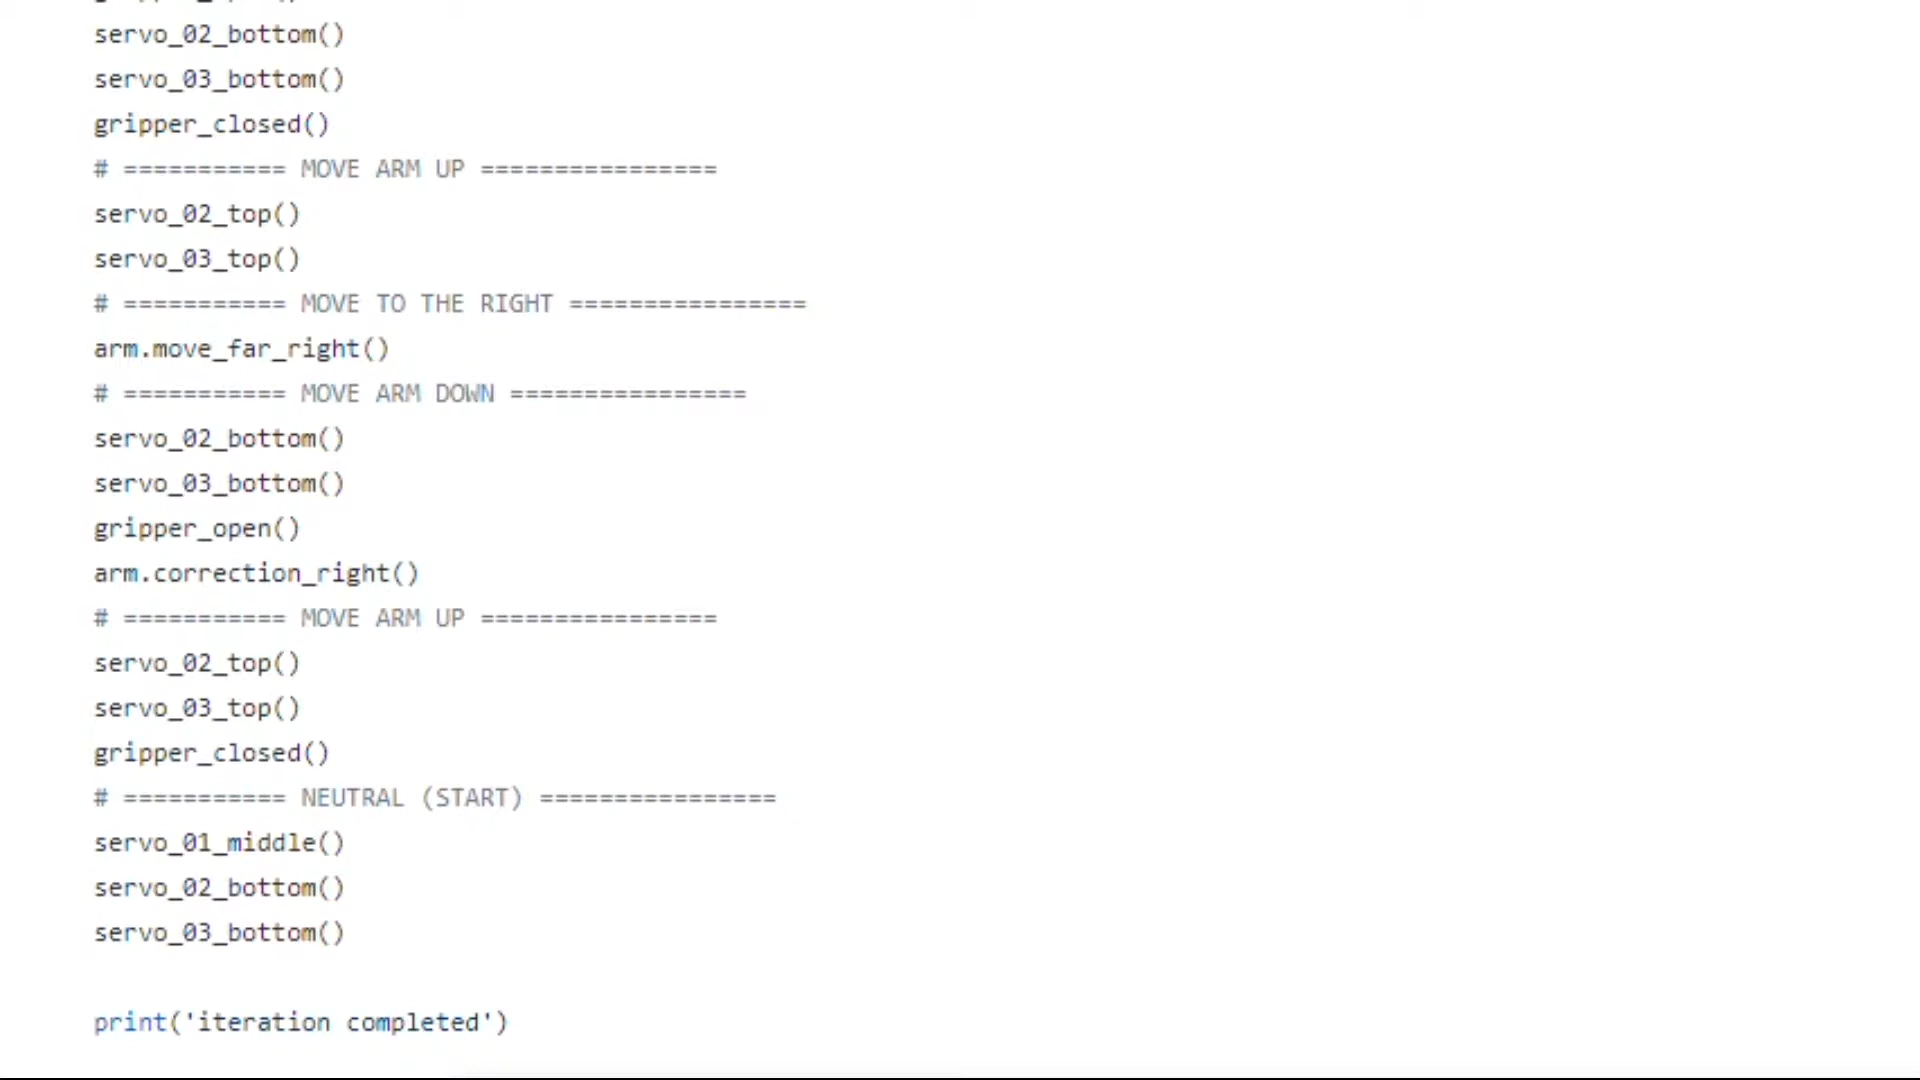 servo_02_bottom()
servo_03_bottom()
gripper_closed()
# =========== MOVE ARM UP ================
servo_02_top()
servo_03_top()
# =========== MOVE TO THE RIGHT ================
arm.move_far_right()
# =========== MOVE ARM DOWN ================
servo_02_bottom()
servo_03_bottom()
gripper_open()
arm.correction_right()
# =========== MOVE ARM UP ================
servo_02_top()
servo_03_top()
gripper_closed()
# =========== NEUTRAL (START) ================
servo_01_middle()
servo_02_bottom()
servo_03_bottom()
print('iteration completed')